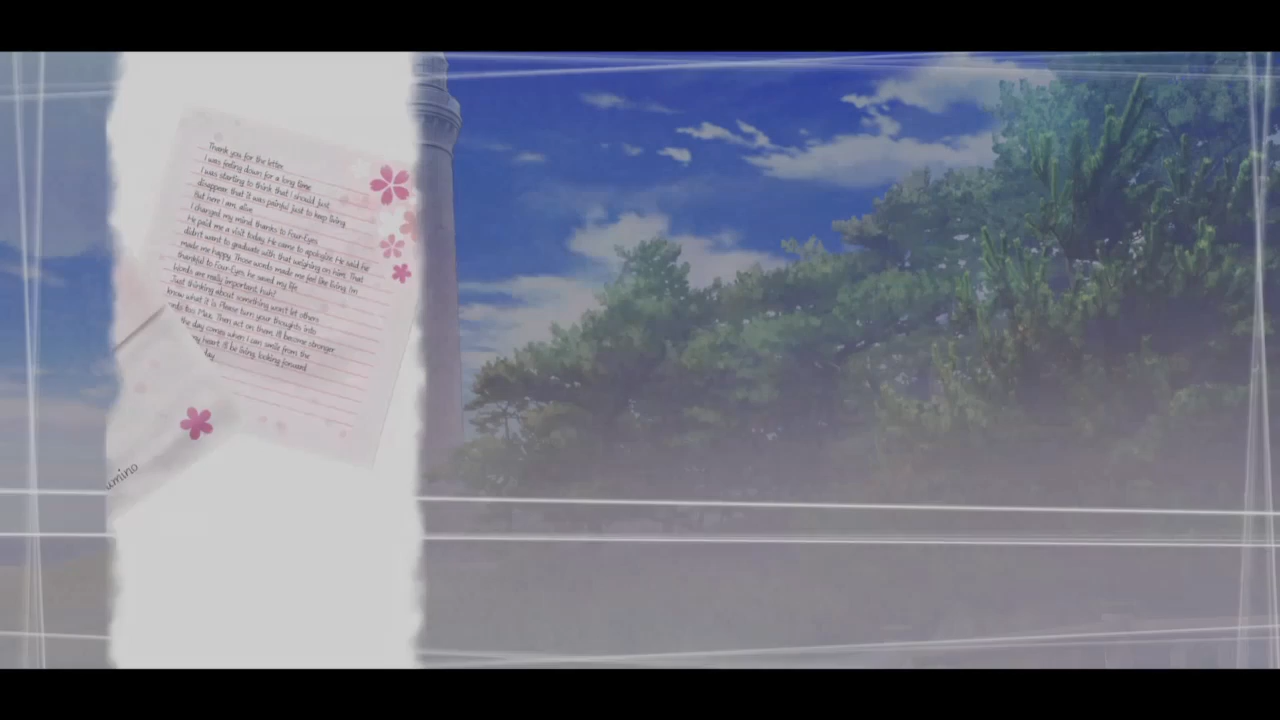 Thank you for the letter.
I was feeling down for a long time.
I was starting to think that I should just
disappear, that it was painful just to keep living.
But here I am, alive.
I changed my mind thanks to Four-Eyes.
He paid me a visit today. He came to apologize. He said he
didn't want to graduate with that weighing on him. That
made me happy. Those words made me feel like living. I'm
thankful to Four-Eyes, he saved my life.
Words are really important, huh?
Just thinking about something won't let others
know what it is. Please turn your thoughts into
too, Max. Then act on them. I'll become stronger
the day comes when I can smile from the
heart. I'll be living, looking forward
day.
umino